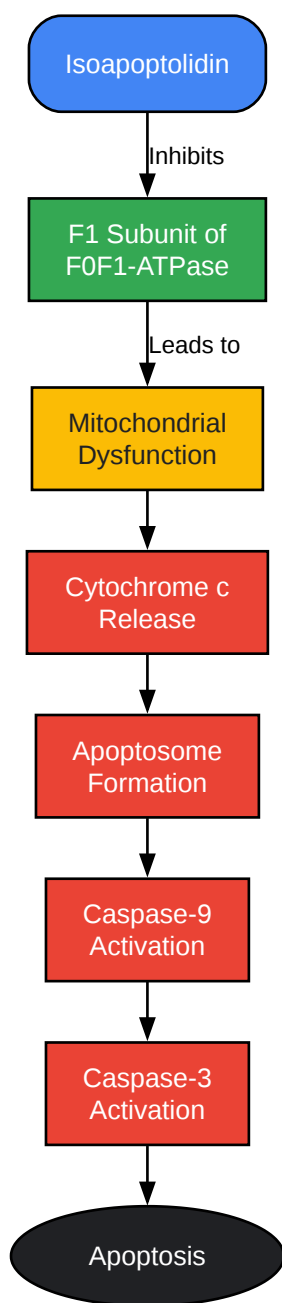 Isoapoptolidin
Inhibits
F1 Subunit of
F0F1-ATPase
Leads to
Mitochondrial
Dysfunction
Cytochrome c
Release
Apoptosome
Formation
Caspase-9
Activation
Caspase-3
Activation
Apoptosis